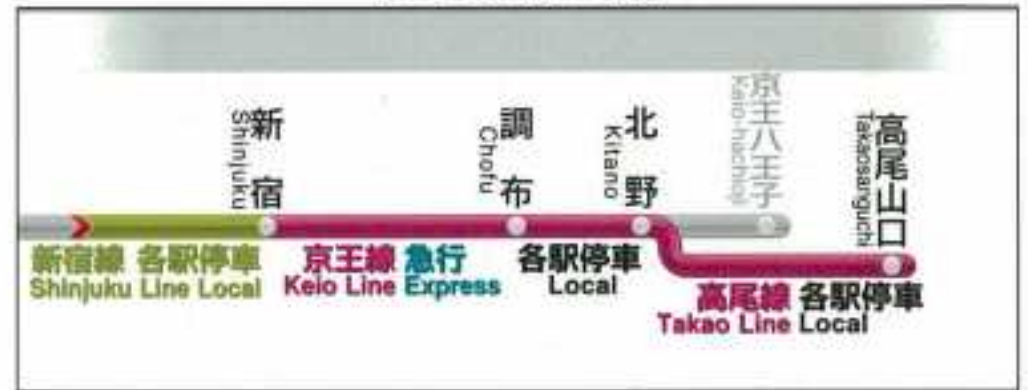 新宿
Shinjuku
調布
Chofu
北野
Kitano
京王八王子
Keio-hachioji
高尾山口
Takaosanguchi
新宿線 各駅停車
Shinjuku Line Local
京王線 急行
Keio Line Express
各駅停車
Local
高尾線 各駅停車
Takao Line Local